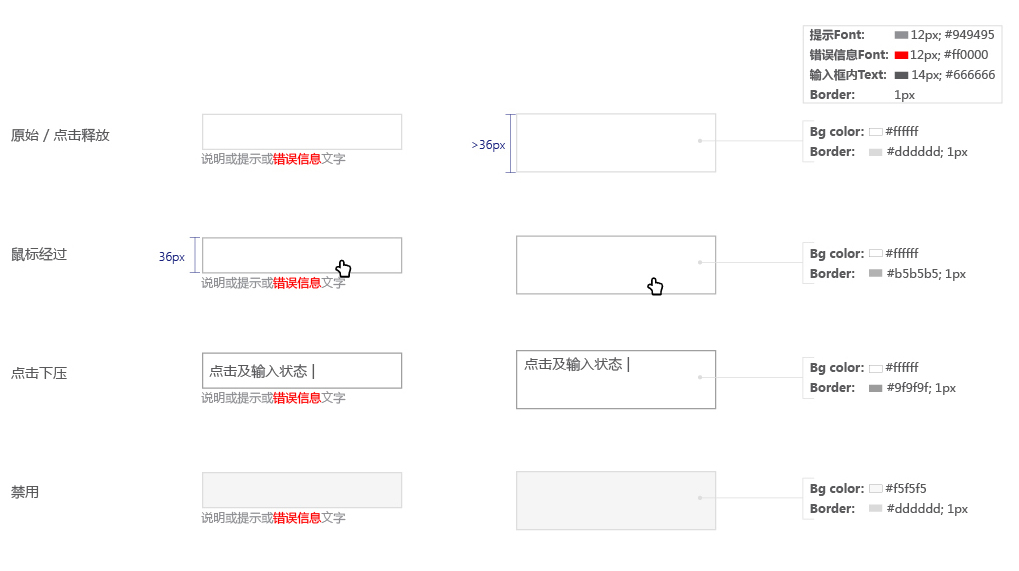 提示Font: 12px; #949495
错误信息Font: 12px; #ff0000
输入框内Text: 14px; #666666
Border: 1px
原始 / 点击释放
说明或提示或错误信息文字
>36px
Bg color: #ffffff
Border: #dddddd; 1px
鼠标经过
36px
说明或提示或错误信息文字
Bg color: #ffffff
Border: #b5b5b5; 1px
点击下压
点击及输入状态 |
说明或提示或错误信息文字
点击及输入状态 |
Bg color: #ffffff
Border: #9f9f9f; 1px
禁用
说明或提示或错误信息文字
Bg color: #f5f5f5
Border: #dddddd; 1px